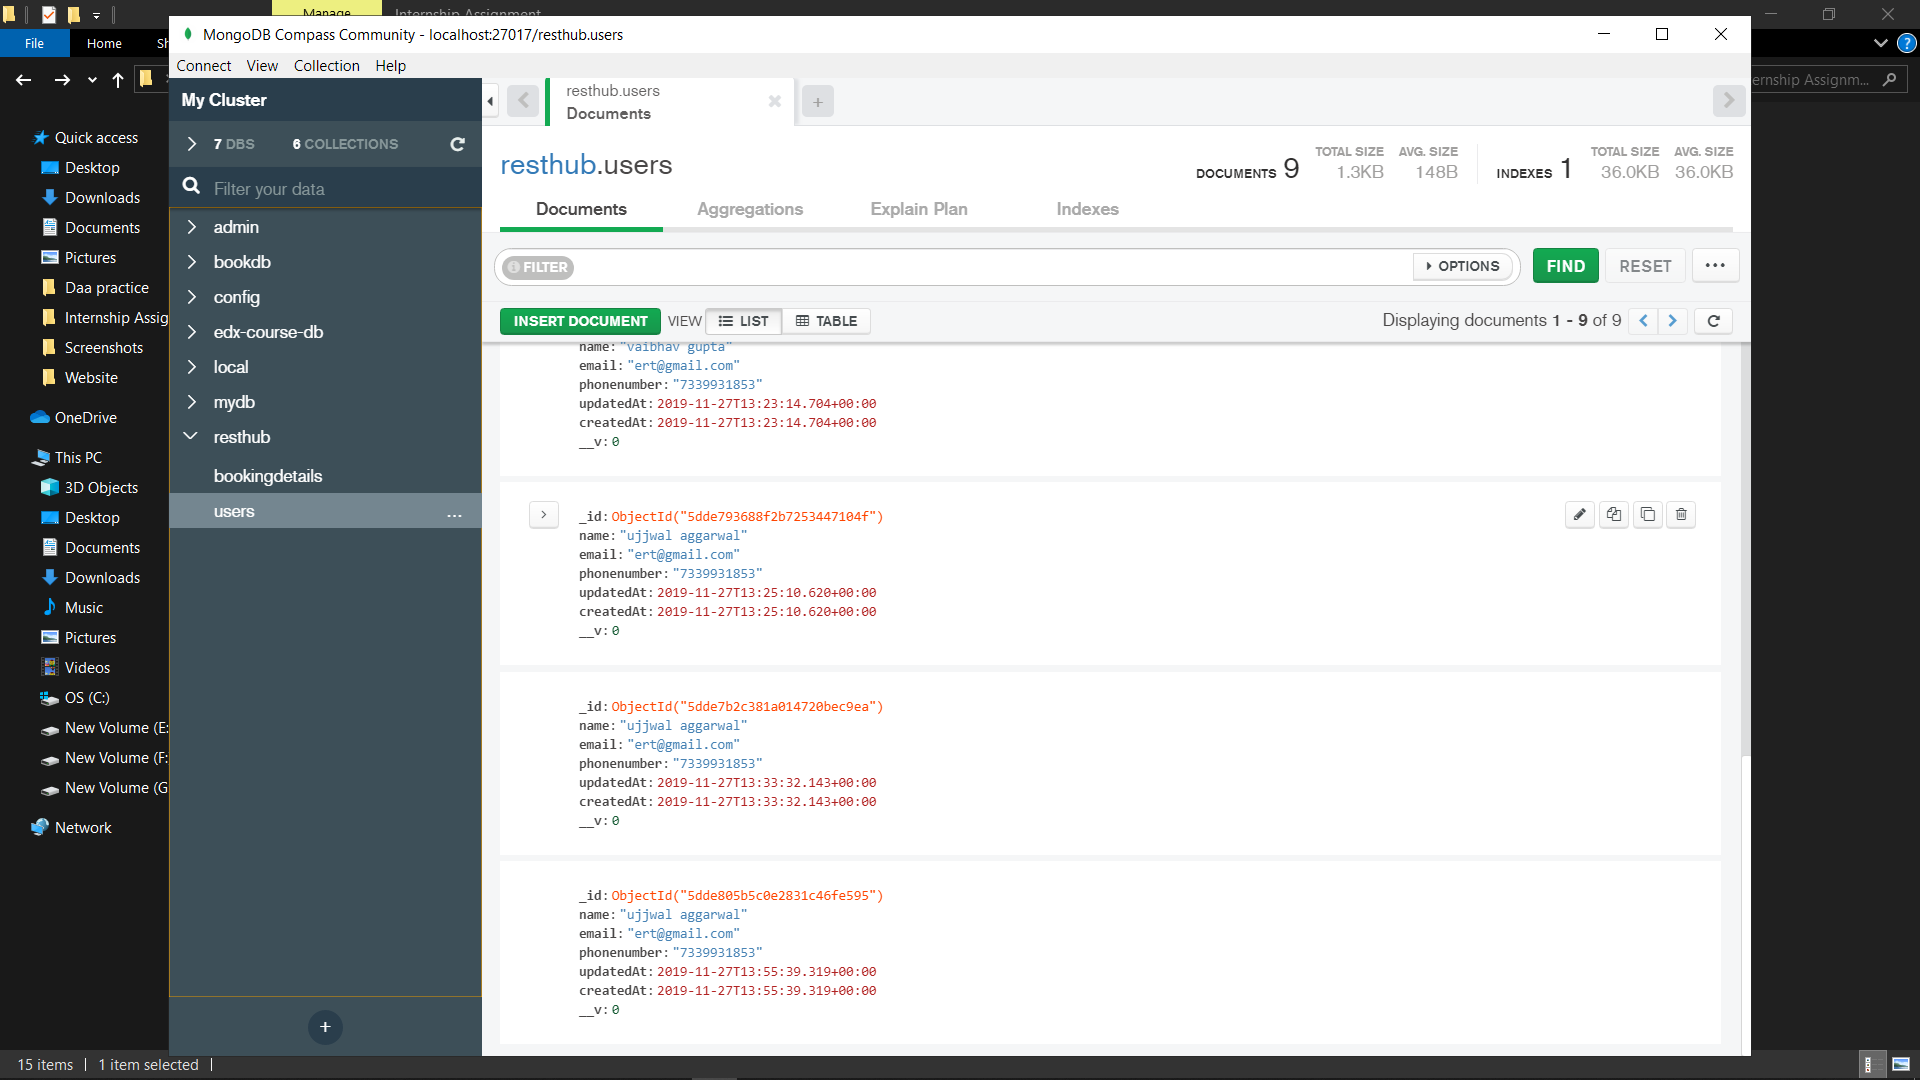 Manage
Internship Assignment
MongoDB Compass Community - localhost:27017/resthub.users
File
Home
Sh
Connect View Collection Help
ernship Assignm...
My Cluster
7 DBS
6 COLLECTIONS
Filter your data
admin
bookdb
config
edx-course-db
local
mydb
resthub
bookingdetails
users
...
+
Quick access
Desktop
Downloads
Documents
Pictures
Daa practice
Internship Assig
Screenshots
Website
OneDrive
This PC
3D Objects
Desktop
Documents
Downloads
Music
Pictures
Videos
OS (C:)
New Volume (E:
New Volume (F:
New Volume (G
Network
15 items
1 item selected
resthub.users
Documents
+
resthub.users
DOCUMENTS 9
TOTAL SIZE
1.3KB
AVG. SIZE
148B
INDEXES 1
TOTAL SIZE
36.0KB
AVG. SIZE
36.0KB
Documents
Aggregations
Explain Plan
Indexes
FILTER
OPTIONS
FIND
RESET
...
INSERT DOCUMENT
VIEW
LIST
TABLE
Displaying documents 1 - 9 of 9
name: "vaibhav gupta"
email: "ert@gmail.com"
phonenumber: "7339931853"
updatedAt: 2019-11-27T13:23:14.704+00:00
createdAt: 2019-11-27T13:23:14.704+00:00
__v: 0
_id: ObjectId("5dde793688f2b7253447104f")
name: "ujjwal aggarwal"
email: "ert@gmail.com"
phonenumber: "7339931853"
updatedAt: 2019-11-27T13:25:10.620+00:00
createdAt: 2019-11-27T13:25:10.620+00:00
__v: 0
_id: ObjectId("5dde7b2c381a014720bec9ea")
name: "ujjwal aggarwal"
email: "ert@gmail.com"
phonenumber: "7339931853"
updatedAt: 2019-11-27T13:33:32.143+00:00
createdAt: 2019-11-27T13:33:32.143+00:00
__v: 0
_id: ObjectId("5dde805b5c0e2831c46fe595")
name: "ujjwal aggarwal"
email: "ert@gmail.com"
phonenumber: "7339931853"
updatedAt: 2019-11-27T13:55:39.319+00:00
createdAt: 2019-11-27T13:55:39.319+00:00
__v: 0